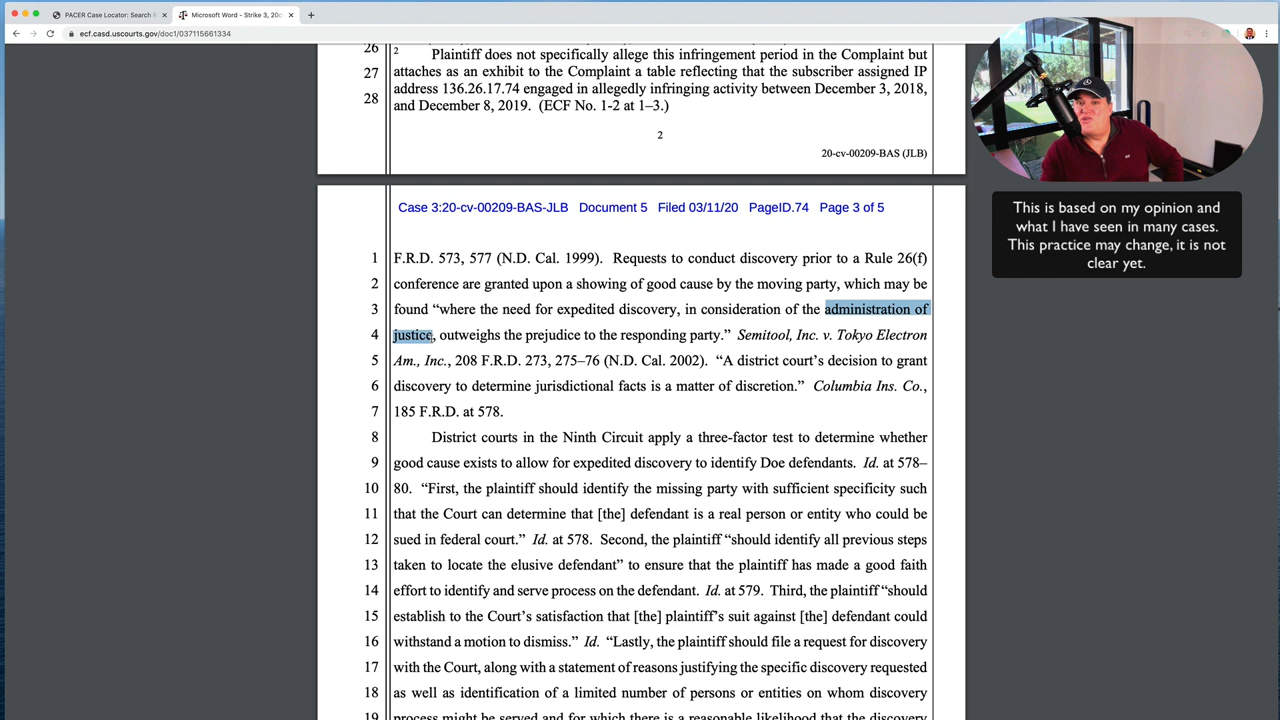 PACER Case Locator: Search
Microsoft Word - Strike 3, 20c
ecf.casd.uscourts.gov/doc1/037115661334
26
2
Plaintiff does not specifically allege this infringement period in the Complaint but
27 attaches as an exhibit to the Complaint a table reflecting that the subscriber assigned IP
address 136.26.17.74 engaged in allegedly infringing activity between December 3, 2018,
28 and December 8, 2019. (ECF No. 1-2 at 1–3.)
2
20-cv-00209-BAS (JLB)
Case 3:20-cv-00209-BAS-JLB Document 5 Filed 03/11/20 PageID.74 Page 3 of 5
1 F.R.D. 573, 577 (N.D. Cal. 1999). Requests to conduct discovery prior to a Rule 26(f)
2 conference are granted upon a showing of good cause by the moving party, which may be
3 found “where the need for expedited discovery, in consideration of the administration of
4 justice, outweighs the prejudice to the responding party.” Semitool, Inc. v. Tokyo Electron
5 Am., Inc., 208 F.R.D. 273, 275–76 (N.D. Cal. 2002). “A district court’s decision to grant
6 discovery to determine jurisdictional facts is a matter of discretion.” Columbia Ins. Co.,
7 185 F.R.D. at 578.
8 District courts in the Ninth Circuit apply a three-factor test to determine whether
9 good cause exists to allow for expedited discovery to identify Doe defendants. Id. at 578–
10 80. “First, the plaintiff should identify the missing party with sufficient specificity such
11 that the Court can determine that [the] defendant is a real person or entity who could be
12 sued in federal court.” Id. at 578. Second, the plaintiff “should identify all previous steps
13 taken to locate the elusive defendant” to ensure that the plaintiff has made a good faith
14 effort to identify and serve process on the defendant. Id. at 579. Third, the plaintiff “should
15 establish to the Court’s satisfaction that [the] plaintiff’s suit against [the] defendant could
16 withstand a motion to dismiss.” Id. “Lastly, the plaintiff should file a request for discovery
17 with the Court, along with a statement of reasons justifying the specific discovery requested
18 as well as identification of a limited number of persons or entities on whom discovery
19 process might be served and for which there is a reasonable likelihood that the discovery
This is based on my opinion and
what I have seen in many cases.
This practice may change, it is not
clear yet.